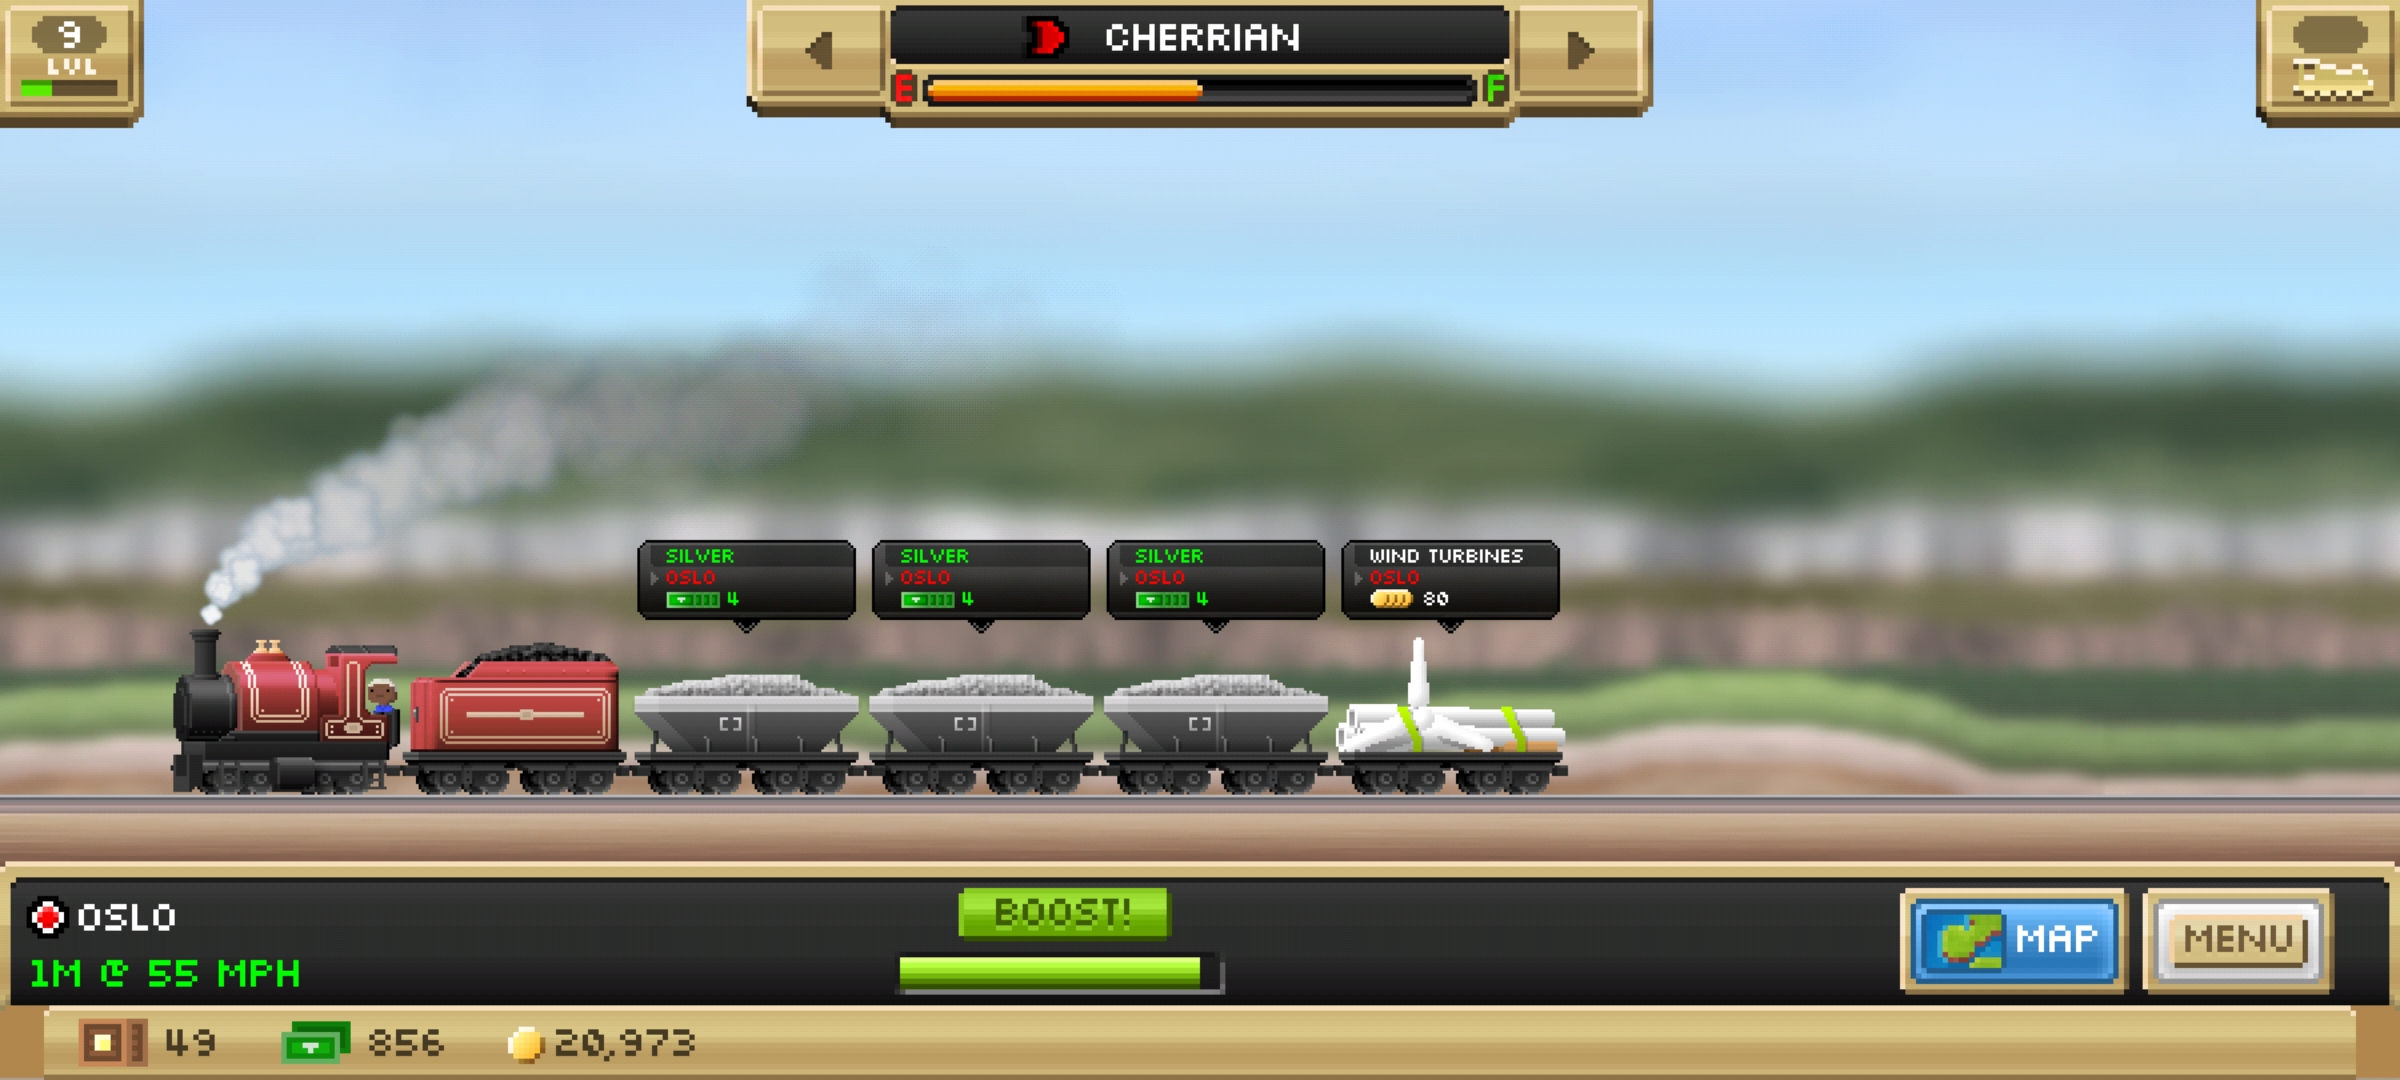 9
LVL
CHERRIAN
E F
SILVER
OSLO
4
SILVER
OSLO
4
SILVER
OSLO
4
WIND TURBINES
OSLO
80
OSLO
1M @ 55 MPH
BOOST!
MAP
MENU
49 856 20,973